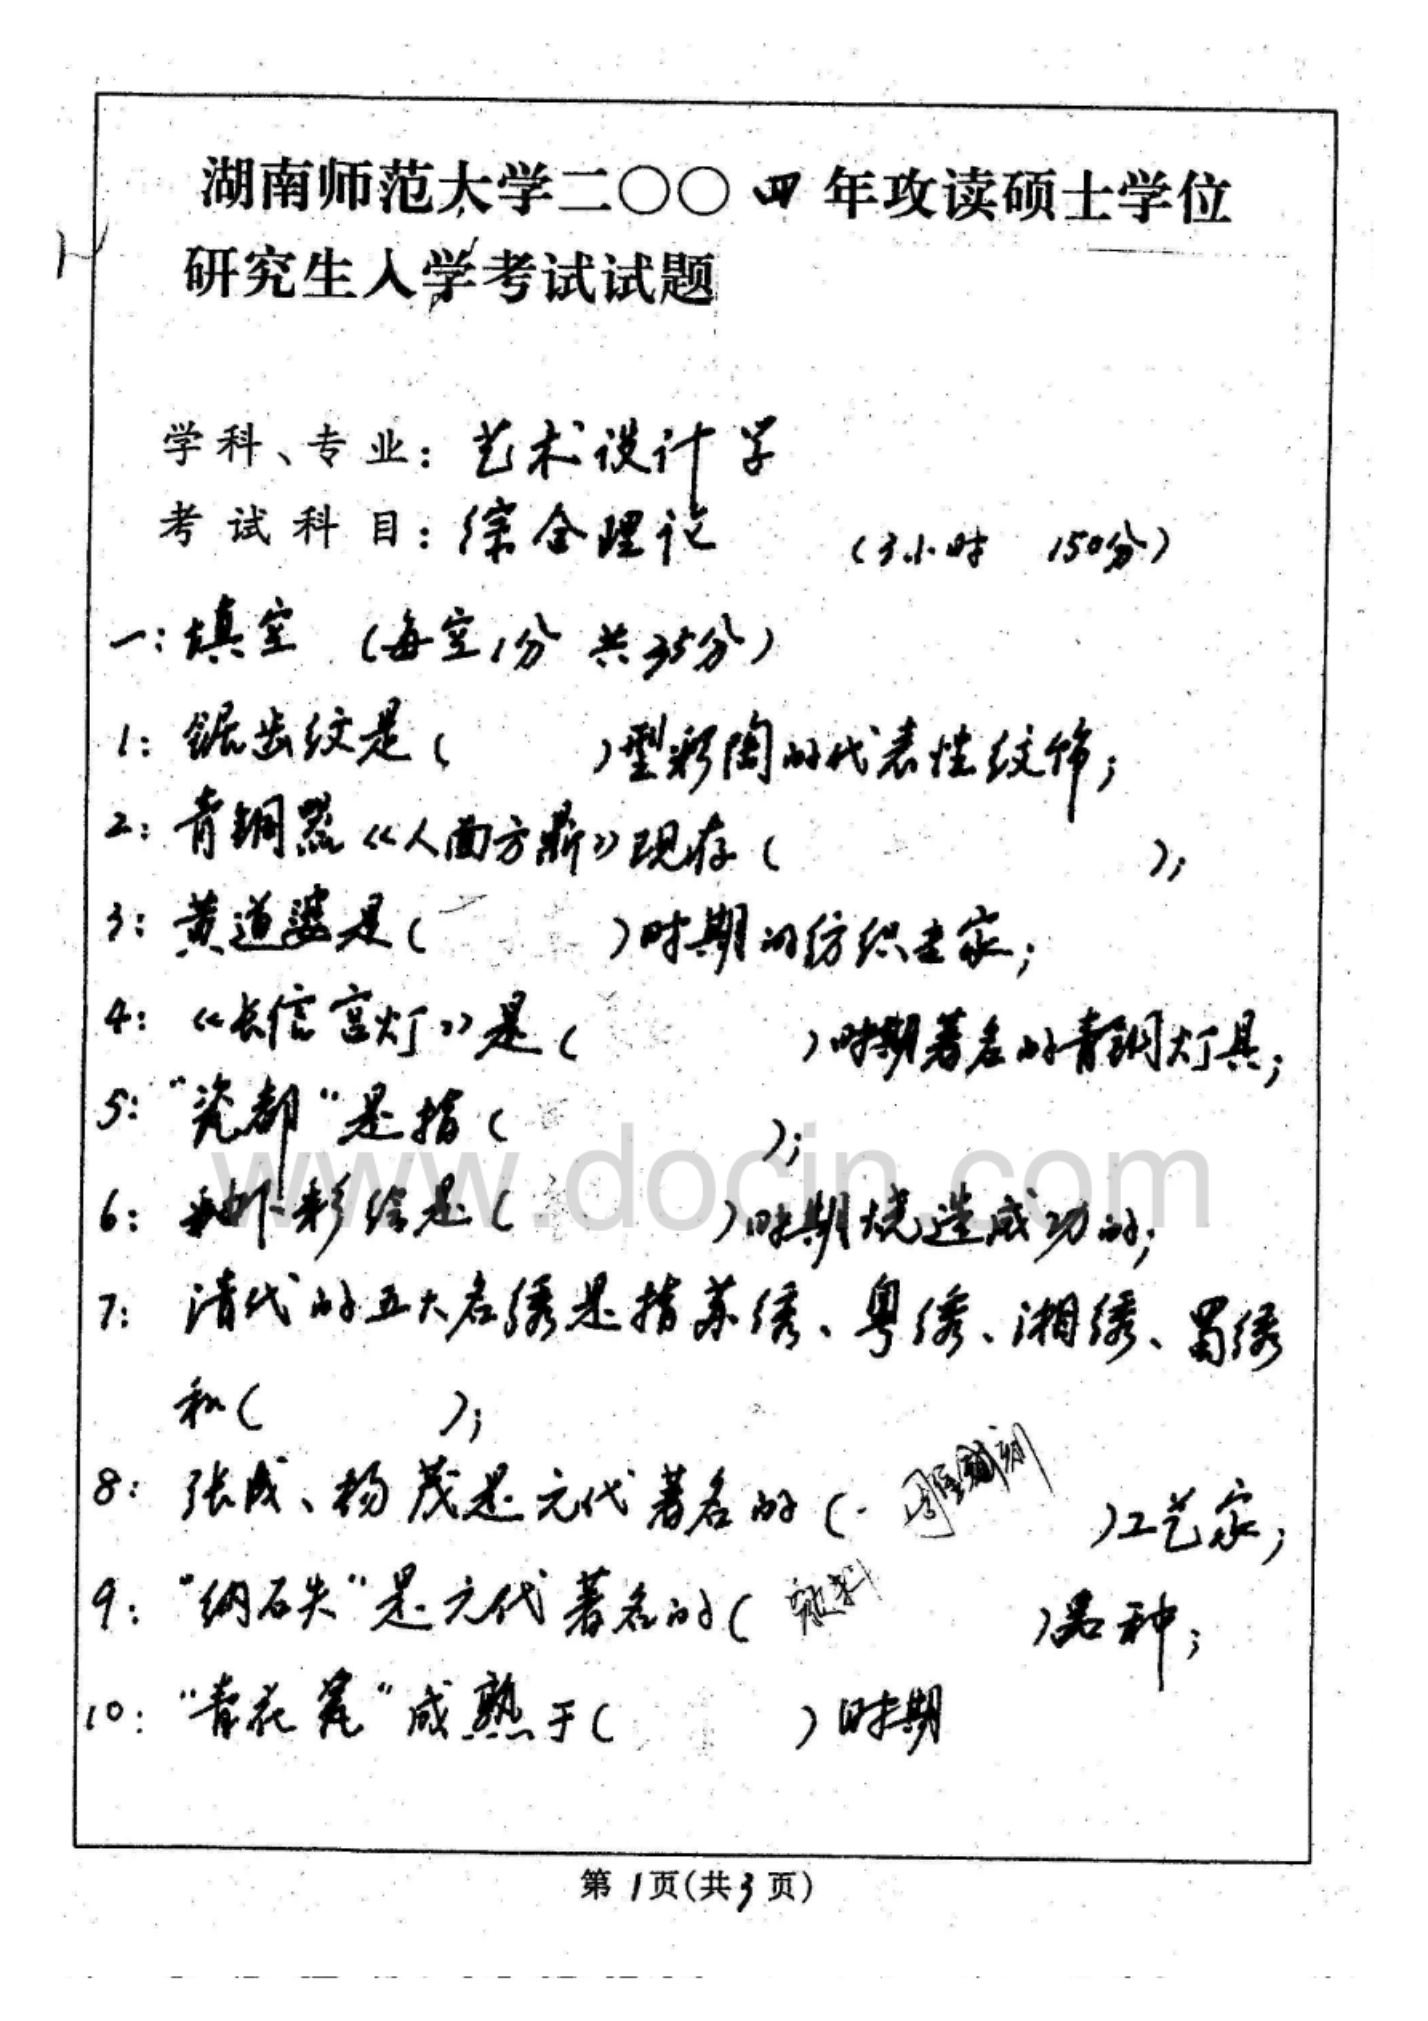 湖南师范大学二〇〇四年攻读硕士学位
研究生入学考试试题
学科、专业: 艺术设计学
考试科目: 综合理论 (3小时 150分)
一: 填空 (每空1分 共35分)
1: 锯齿纹是( )型彩陶的代表性纹饰;
2: 青铜器《人面方鼎》现存( );
3: 黄道婆是( )时期的纺织专家;
4: 《长信宫灯》是( )时期著名的青铜灯具;
5: "瓷都"是指( );
6: 釉下彩绘是( )时期烧造成功的;
7: 清代的五大名绣是指苏绣、粤绣、湘绣、蜀绣
和( );
8: 张成、杨茂是元代著名的( )工艺家;
9: "纳石失"是元代著名的( )品种;
10: "青花瓷"成熟于( )时期
第1页(共3页)
www.docin.com